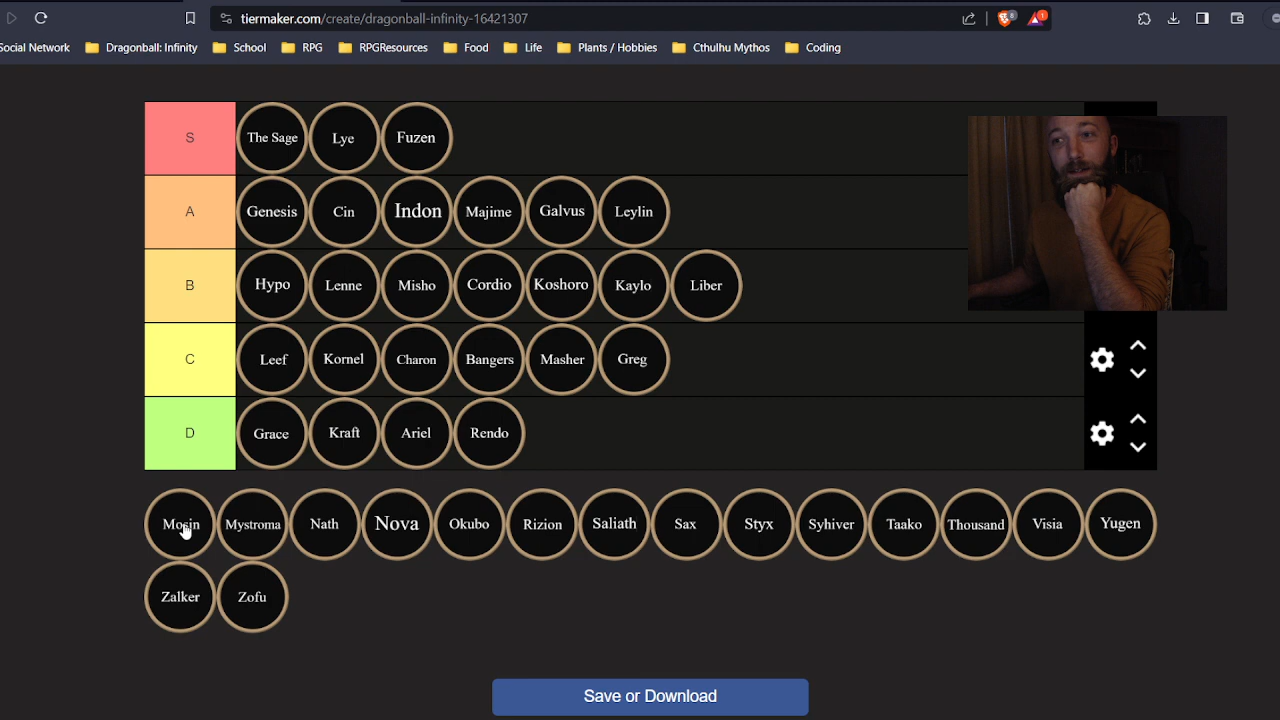 tiermaker.com/create/dragonball-infinity-16421307
8
1
Social Network Dragonball: Infinity School RPG RPGResources Food Life Plants / Hobbies Cthulhu Mythos Coding
S The Sage Lye Fuzen
A Genesis Cin Indon Majime Galvus Leylin
B Hypo Lenne Misho Cordio Koshoro Kaylo Liber
C Leef Kornel Charon Bangers Masher Greg
D Grace Kraft Ariel Rendo
Mosin Mystroma Nath Nova Okubo Rizion Saliath Sax Styx Syhiver Taako Thousand Visia Yugen
Zalker Zofu
Save or Download